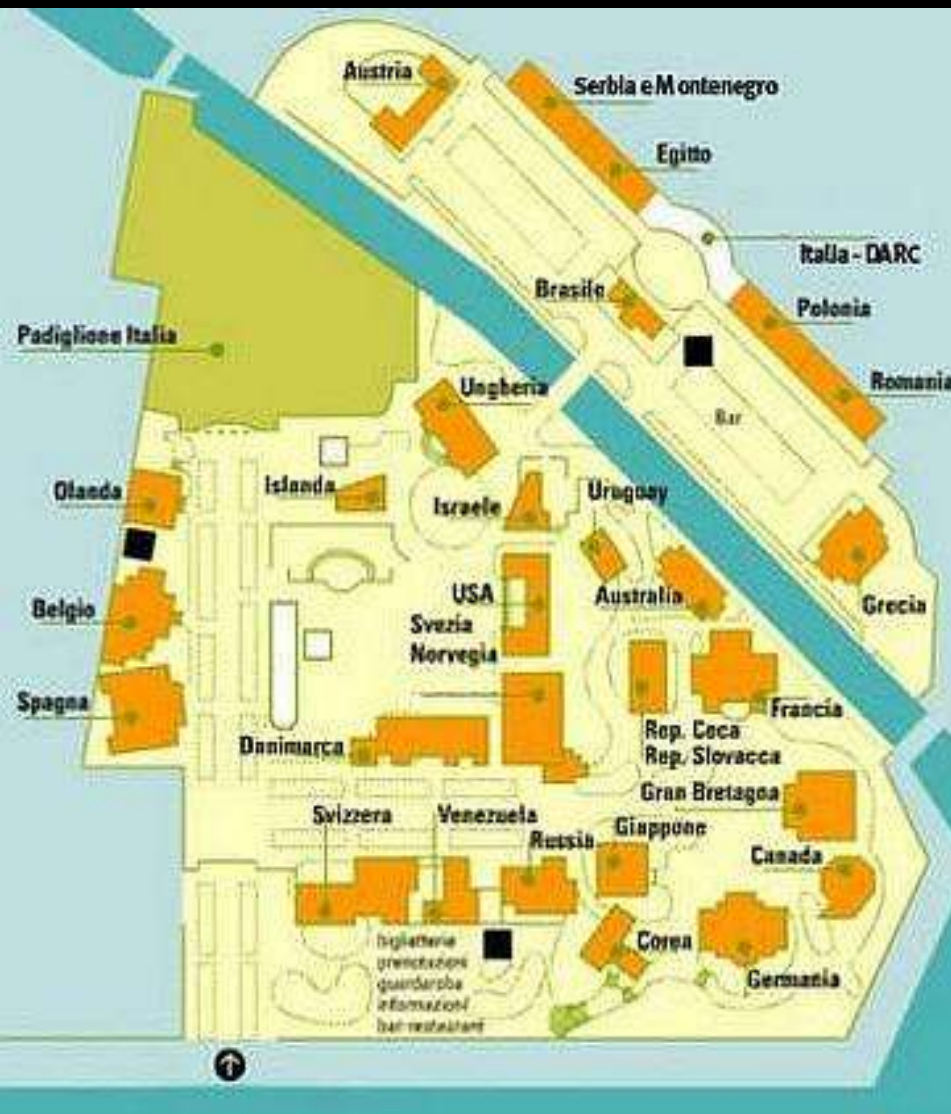 Austria
Serbia e Montenegro
Egitto
Italia - DARC
Brasile
Polonia
Padiglione Italia
Romania
Ungheria
Bar
Olanda
Islanda
Israele
Uruguay
Belgio
USA
Australia
Grecia
Svezia
Norvegia
Spagna
Francia
Rep. Ceca
Rep. Slovacca
Danimarca
Gran Bretagna
Svizzera
Venezuela
Russia
Giappone
Canada
Corea
Germania
biglietteria
prenotazioni
guardaroba
informazioni
bar-restaurant